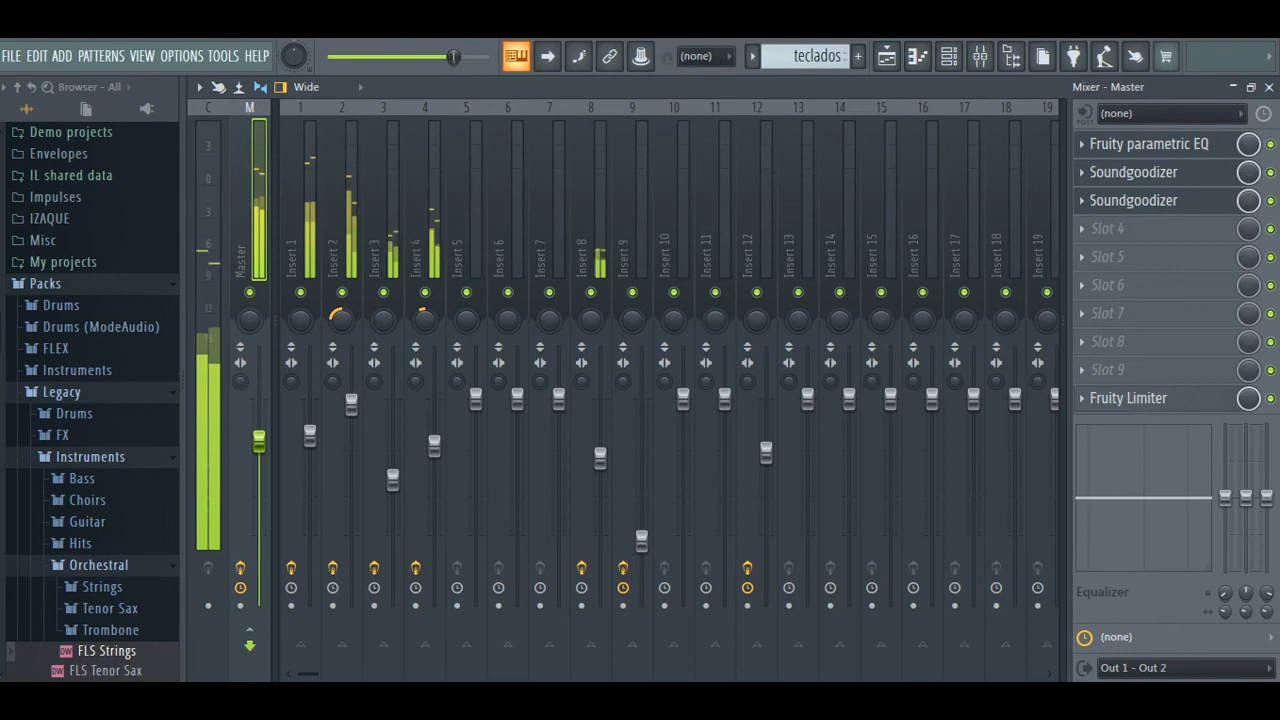 FILE EDIT ADD PATTERNS VIEW OPTIONS TOOLS HELP
(none)
teclados
Browser - All
Wide
Mixer - Master
C M 1 2 3 4 5 6 7 8 9 10 11 12 13 14 15 16 17 18 19
(none)
Demo projects
Envelopes
IL shared data
Impulses
IZAQUE
Misc
My projects
Packs
Drums
Drums (ModeAudio)
FLEX
Instruments
Legacy
Drums
FX
Instruments
Bass
Choirs
Guitar
Hits
Orchestral
Strings
Tenor Sax
Trombone
FLS Strings
FLS Tenor Sax
3
0
3
6
9
12
Master
Insert 1
Insert 2
Insert 3
Insert 4
Insert 5
Insert 6
Insert 7
Insert 8
Insert 9
Insert 10
Insert 11
Insert 12
Insert 13
Insert 14
Insert 15
Insert 16
Insert 17
Insert 18
Insert 19
POST
Fruity parametric EQ
Soundgoodizer
Soundgoodizer
Slot 4
Slot 5
Slot 6
Slot 7
Slot 8
Slot 9
Fruity Limiter
Equalizer
(none)
Out 1 - Out 2